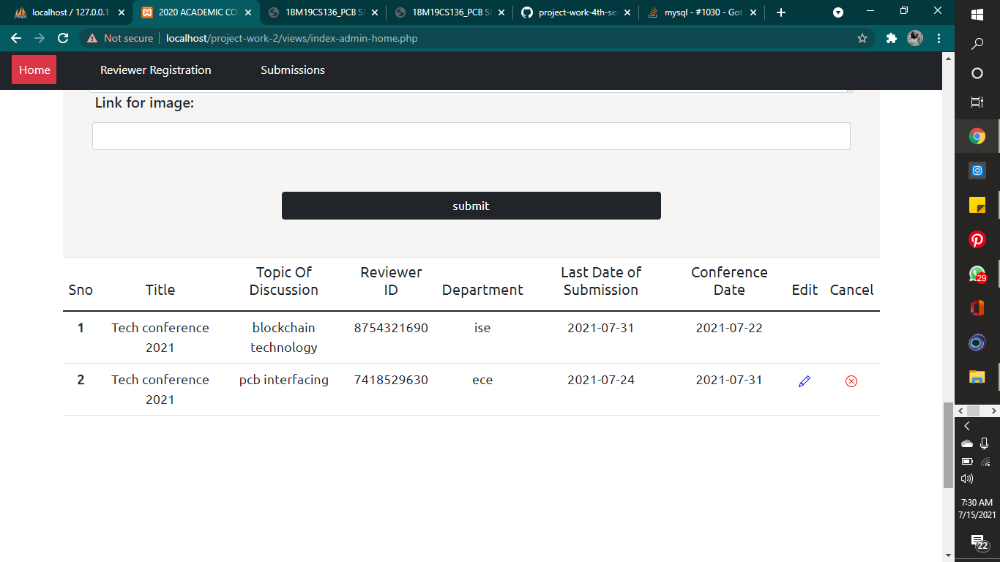 localhost / 127.0.0.1
2020 ACADEMIC CO
1BM19CS136_PCB S
1BM19CS136_PCB S
project-work-4th-se
mysql - #1030 - Got
Not secure
localhost/project-work-2/views/index-admin-home.php
Home
Reviewer Registration
Submissions
Link for image:
submit
Sno Title Topic Of Discussion Reviewer ID Department Last Date of Submission Conference Date Edit Cancel
1 Tech conference 2021 blockchain technology 8754321690 ise 2021-07-31 2021-07-22
2 Tech conference 2021 pcb interfacing 7418529630 ece 2021-07-24 2021-07-31
29
7:30 AM
7/15/2021
22